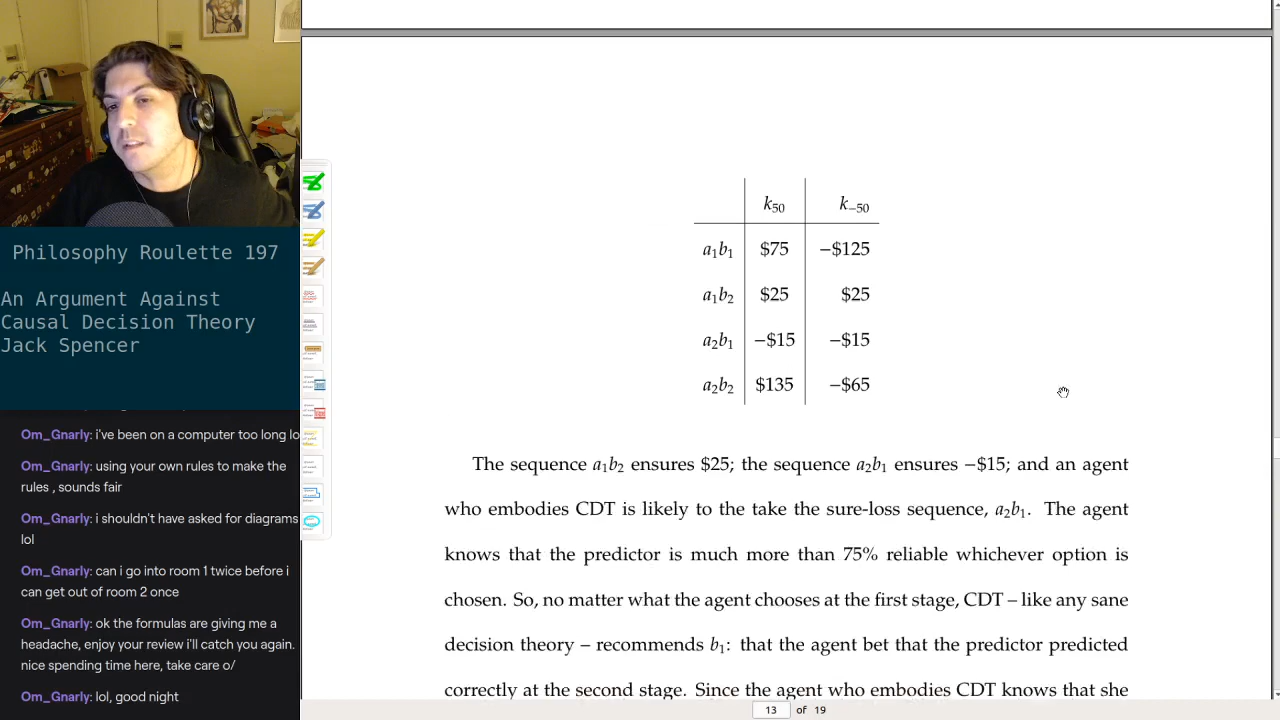 Philosophy Roulette 197
An Argument Against
Causal Decision Theory
Jack Spencer
Om_Gnarly: i've been on a computer too long lo
Om_Gnarly: using your own rules to make the
rules, sounds fair
Om_Gnarly: i shouldn't have asked for diagrams
lol
Om_Gnarly: can i go into room 1 twice before i
can get out of room 2 once
Om_Gnarly: ok the formulas are giving me a
headache, enjoy your review i'll catch you again.
nice spending time here, take care o/
Om_Gnarly: lol, good night
k₅₀ k₋₅₀
a₁b₁ $75 −$125
a₁b₂ $25 $25
a₂b₁ −$15 −$15
a₂b₂ $135 −$65
The sequence a₁b₂ ensures $25, the sequence a₂b₁ ensures −$15, and an agent
who embodies CDT is likely to the take the sure-loss sequence, a₂b₁. The agent
knows that the predictor is much more than 75% reliable whichever option is
chosen. So, no matter what the agent chooses at the first stage, CDT – like any sane
decision theory – recommends b₁: that the agent bet that the predictor predicted
correctly at the second stage. Since the agent who embodies CDT knows that she
13 of 19